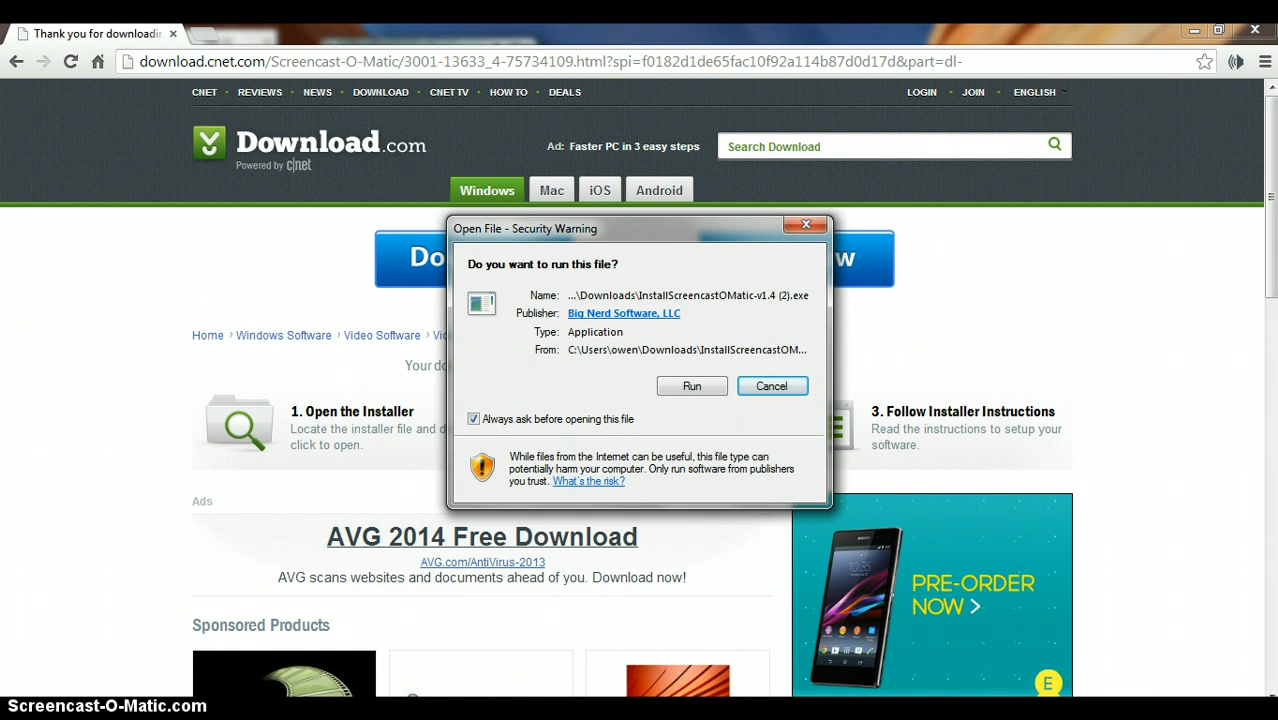 Thank you for downloadin
download.cnet.com/Screencast-O-Matic/3001-13633_4-75734109.html?spi=f0182d1de65fac10f92a114b87d0d17d&part=dl-
CNET REVIEWS NEWS DOWNLOAD CNET TV HOW TO DEALS LOGIN JOIN ENGLISH
Download.com
Powered by c|net
Ad: Faster PC in 3 easy steps
Search Download
Windows Mac iOS Android
Open File - Security Warning
Do you want to run this file?
Name: ...\Downloads\InstallScreencastOMatic-v1.4 (2).exe
Publisher: Big Nerd Software, LLC
Type: Application
From: C:\Users\owen\Downloads\InstallScreencastOM...
Run Cancel
Always ask before opening this file
While files from the Internet can be useful, this file type can
potentially harm your computer. Only run software from publishers
you trust. What's the risk?
Home › Windows Software › Video Software ›
1. Open the Installer
Locate the installer file and
click to open.
3. Follow Installer Instructions
Read the instructions to setup your
software.
Ads
AVG 2014 Free Download
AVG.com/AntiVirus-2013
AVG scans websites and documents ahead of you. Download now!
Sponsored Products
SONY
10:35
PRE-ORDER
NOW >
E
Screencast-O-Matic.com